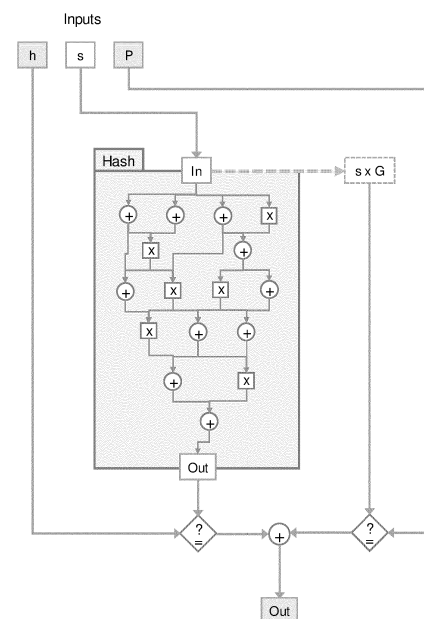 Inputs
h s P
Hash
In
s x G
+ + + x
x +
+ x x +
x + +
+ x
+
Out
? ?
= + =
Out